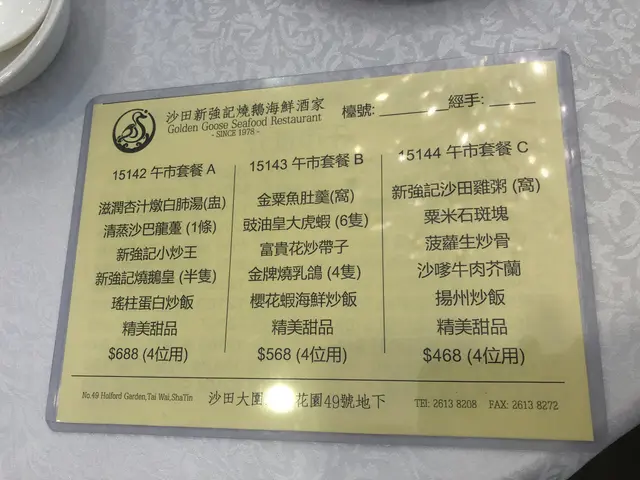 沙田新強記燒鵝海鮮酒家
Golden Goose Seafood Restaurant
- SINCE 1978 -
檯號:
經手:
15142 午市套餐 A
滋潤杏汁燉白肺湯(盅)
清蒸沙巴龍躉 (1條)
新強記小炒王
新強記燒鵝皇 (半隻)
瑤柱蛋白炒飯
精美甜品
$688 (4位用)
15143 午市套餐 B
金粟魚肚羹(窩)
豉油皇大虎蝦 (6隻)
富貴花炒帶子
金牌燒乳鴿 (4隻)
櫻花蝦海鮮炒飯
精美甜品
$568 (4位用)
15144 午市套餐 C
新強記沙田雞粥 (窩)
粟米石斑塊
菠蘿生炒骨
沙嗲牛肉芥蘭
揚州炒飯
精美甜品
$468 (4位用)
No.49 Holford Garden,Tai Wai,ShaTin
沙田大圍 花園49號地下
TEl: 2613 8208 FAX: 2613 8272